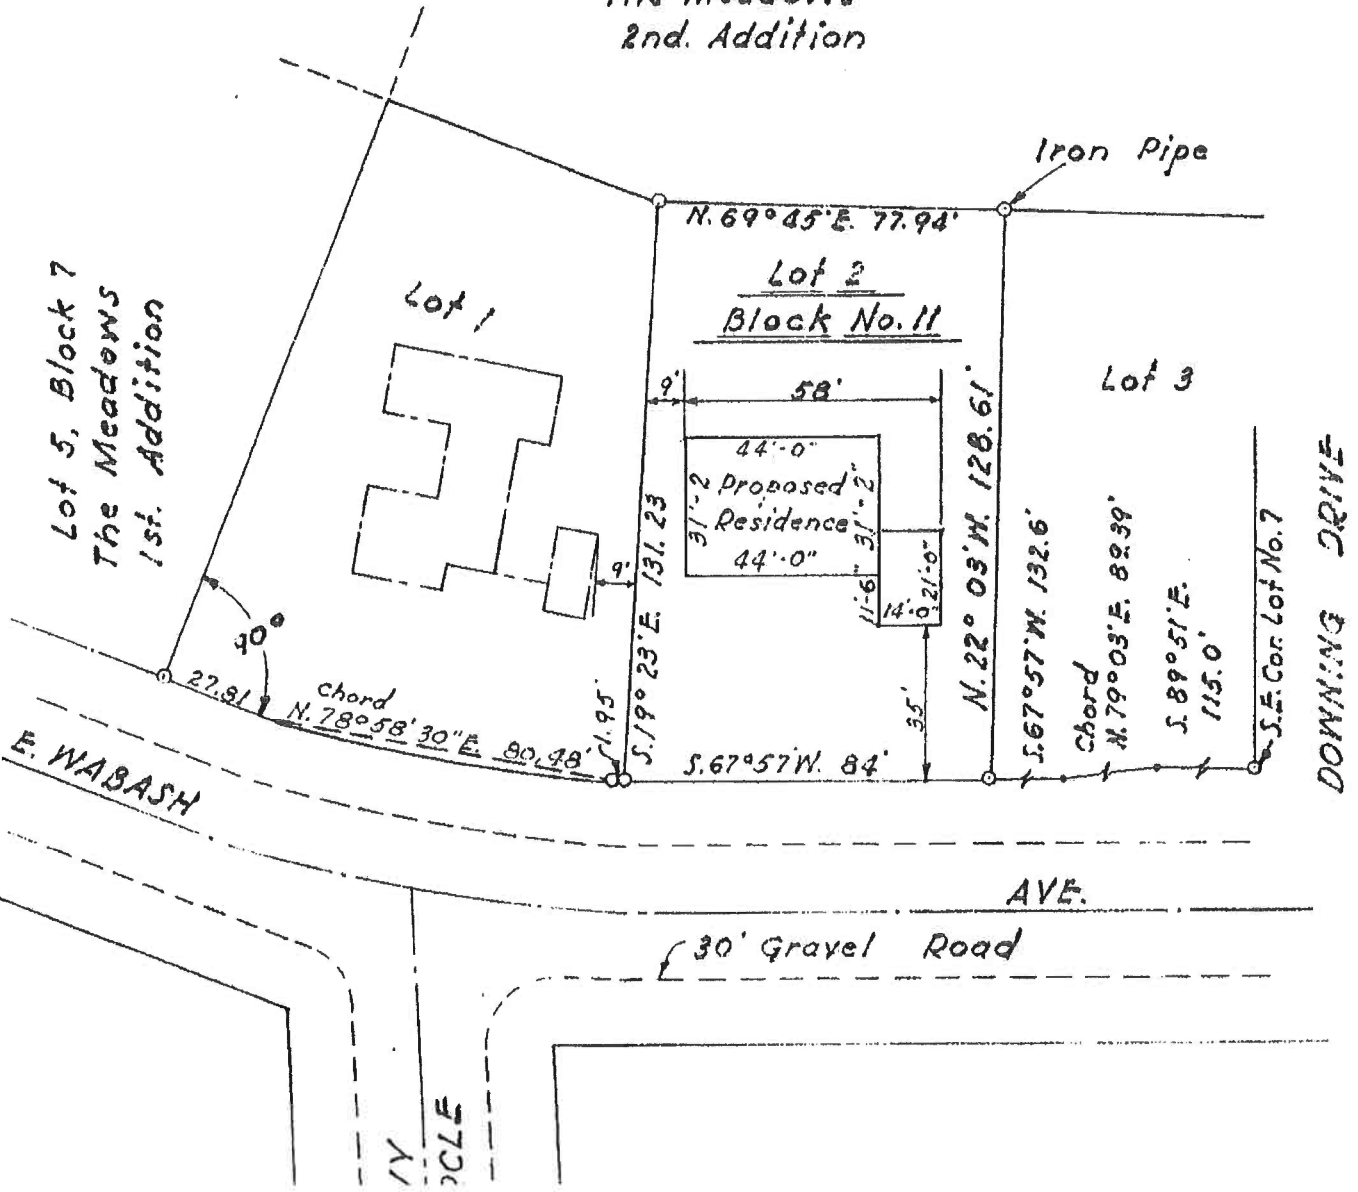 2nd. Addition
Iron Pipe
N. 69°45'E. 77.94'
Lot 2
Block No. 11
Lot 1
Lot 3
Lot 5, Block 7
The Meadows
1st. Addition
9'
58'
44'-0"
Proposed
Residence
44'-0"
31'-2
31'-2"
11'-6"
14'-0
21'-0"
35'
9'
S. 19° 23' E. 131.23
N. 22° 03' W. 128.61'
S. 67°57' W. 132.6'
Chord
N. 79°03' E. 89.39'
S. 89°51' E.
115.0'
S.E. Cor. Lot No. 7
DOWNING DRIVE
90°
27.81
Chord
N. 78°58'30"E. 80.48'
1.95'
S. 67°57' W. 84'
E. WABASH
AVE.
30' Gravel Road